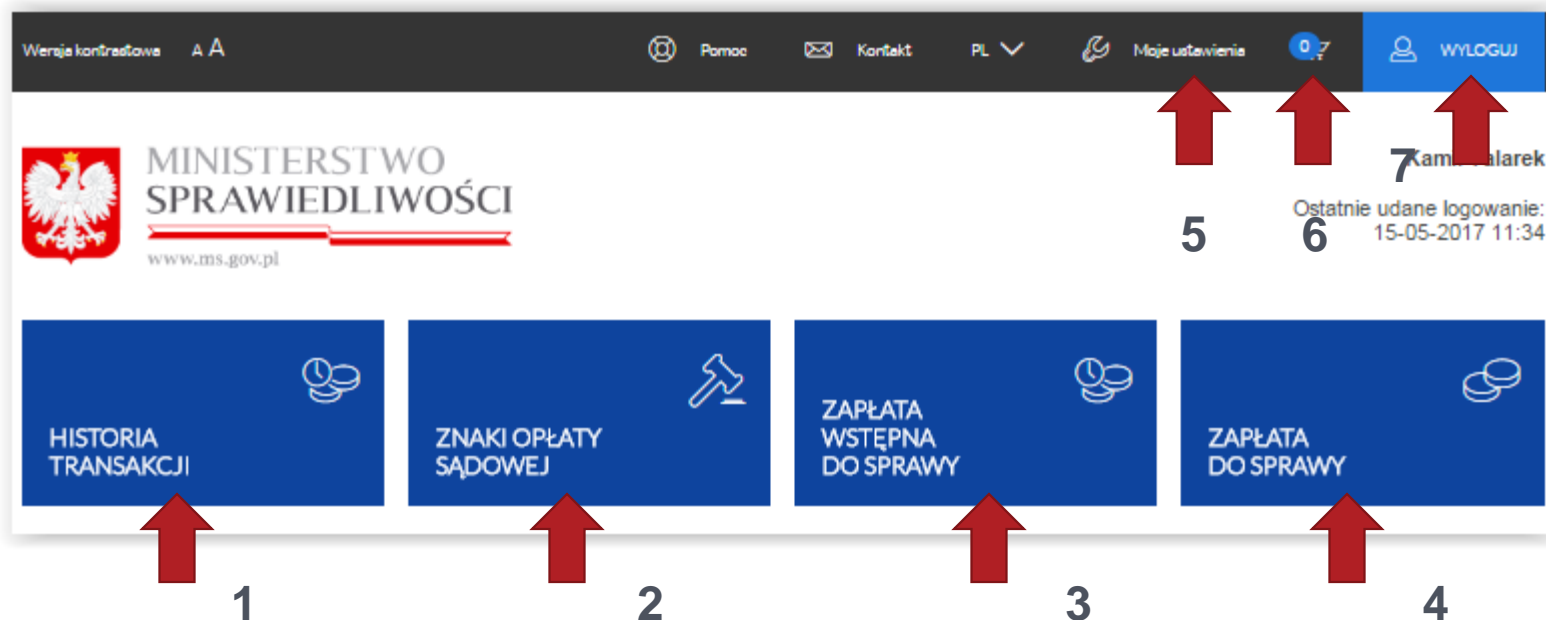 Wersja kontrastowa A A Pomoc Kontakt PL Moje ustawienia 0 WYLOGUJ
MINISTERSTWO
SPRAWIEDLIWOŚCI
www.ms.gov.pl
7
Ostatnie udane logowanie:
15-05-2017 11:34
5 6
HISTORIA
TRANSAKCJI
ZNAKI OPŁATY
SĄDOWEJ
ZAPŁATA
WSTĘPNA
DO SPRAWY
ZAPŁATA
DO SPRAWY
1 2 3 4